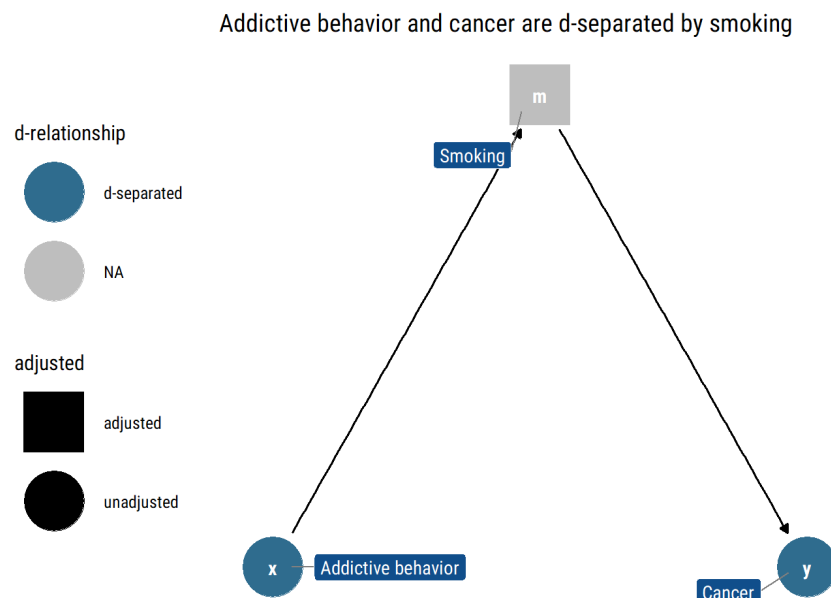 Addictive behavior and cancer are d-separated by smoking
m
Smoking
d-relationship
d-separated
NA
adjusted
adjusted
unadjusted
x
Addictive behavior
y
Cancer